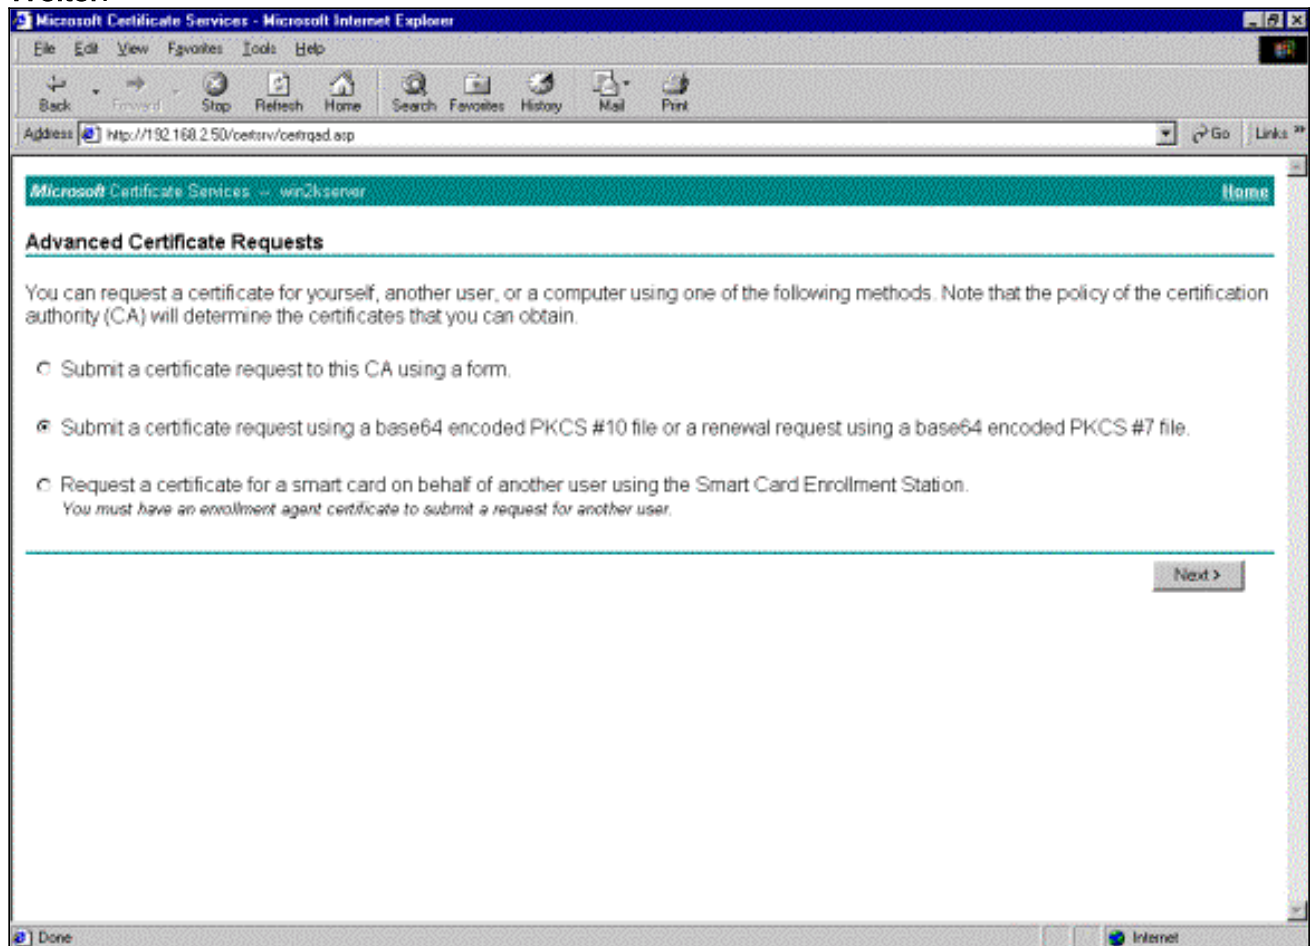 Microsoft Certificate Services - Microsoft Internet Explorer
File Edit View Favorites Tools Help
Back Forward Stop Refresh Home Search Favorites History Mail Print
Address http://192.168.2.50/certsrv/certrqad.asp Go Links »
Microsoft Certificate Services -- win2kserver Home
Advanced Certificate Requests
You can request a certificate for yourself, another user, or a computer using one of the following methods. Note that the policy of the certification
authority (CA) will determine the certificates that you can obtain.
Submit a certificate request to this CA using a form.
Submit a certificate request using a base64 encoded PKCS #10 file or a renewal request using a base64 encoded PKCS #7 file.
Request a certificate for a smart card on behalf of another user using the Smart Card Enrollment Station.
You must have an enrollment agent certificate to submit a request for another user.
Next >
Done Internet